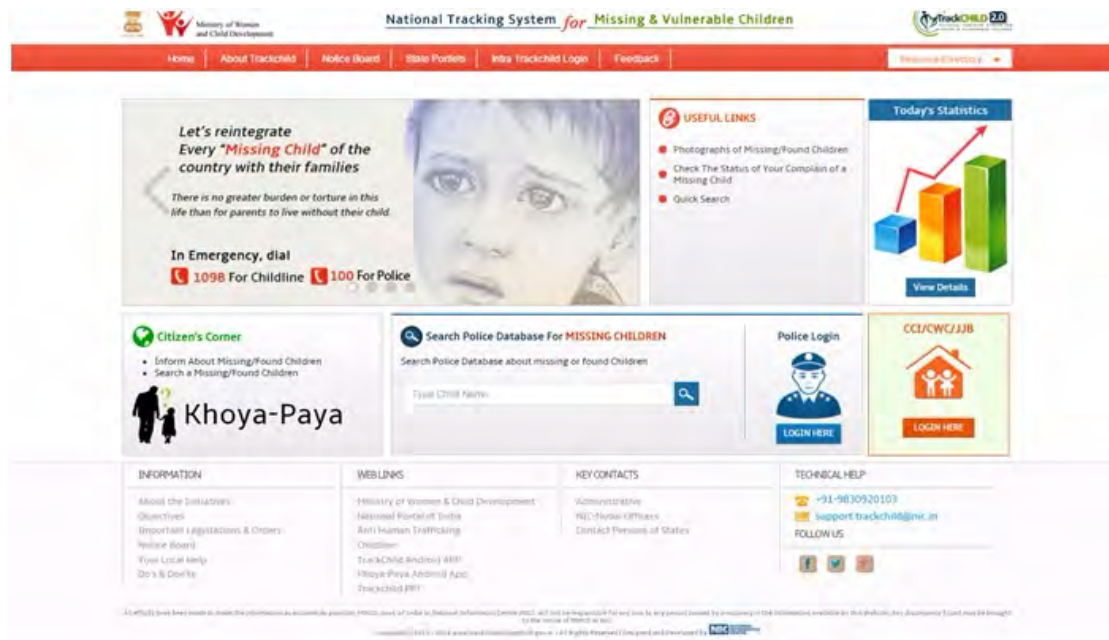 Ministry of Women
and Child Development
National Tracking System for Missing & Vulnerable Children
TrackCHILD 2.0
Home
About Trackchild
Notice Board
State Portlets
Intra Trackchild Login
Feedback
Let's reintegrate
Every "Missing Child" of the
country with their families
There is no greater burden or torture in this
life than for parents to live without their child.
In Emergency, dial
1098 For Childline 100 For Police
USEFUL LINKS
Photographs of Missing/Found Children
Check The Status of Your Complain of a
Missing Child
Quick Search
Today's Statistics
View Details
Citizen's Corner
Inform About Missing/Found Children
Search a Missing/Found Children
Khoya-Paya
Search Police Database For MISSING CHILDREN
Search Police Database about missing or found Children
Type Child Name
Police Login
LOGIN HERE
CCI/CWC/JJB
LOGIN HERE
INFORMATION
About the Initiatives
Objectives
Important Legislations & Orders
Notice Board
Your Local Help
Do's & Don'ts
WEB LINKS
Ministry of Women & Child Development
National Portal of India
Anti Human Trafficking
Childline
TrackChild Android APP
Khoya Paya Android App
Trackchild PPT
KEY CONTACTS
Administrative
NIC-Nodal Officers
Contact Persons of States
TECHNICAL HELP
+91-9830920103
support.trackchild@nic.in
FOLLOW US
NIC